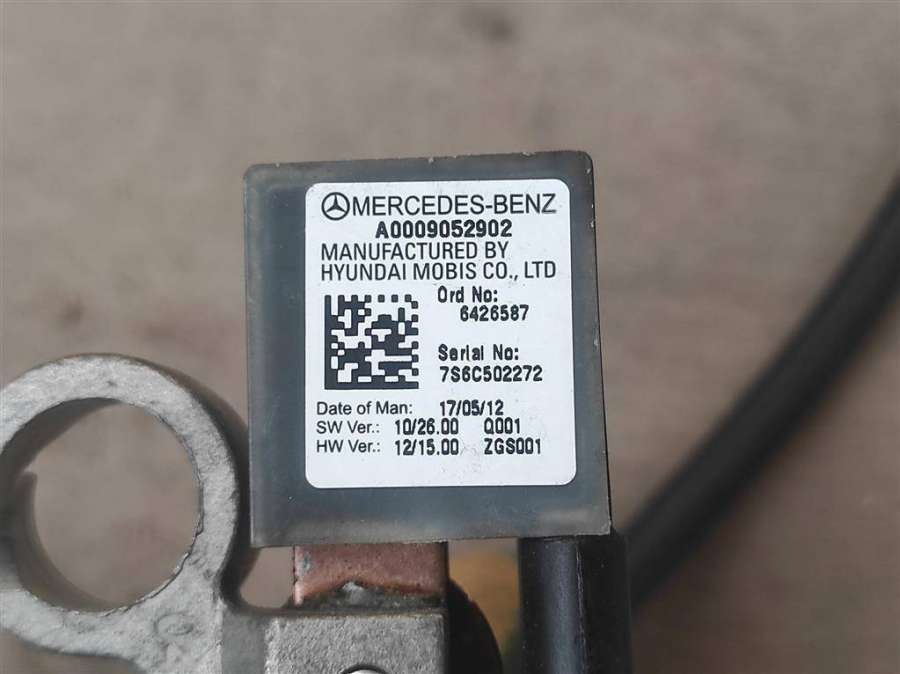 MERCEDES-BENZ
A0009052902
MANUFACTURED BY
HYUNDAI MOBIS CO., LTD
Ord No:
6426587
Serial No:
7S6C502272
Date of Man: 17/05/12
SW Ver.: 10/26.00 Q001
HW Ver.: 12/15.00 ZGS001